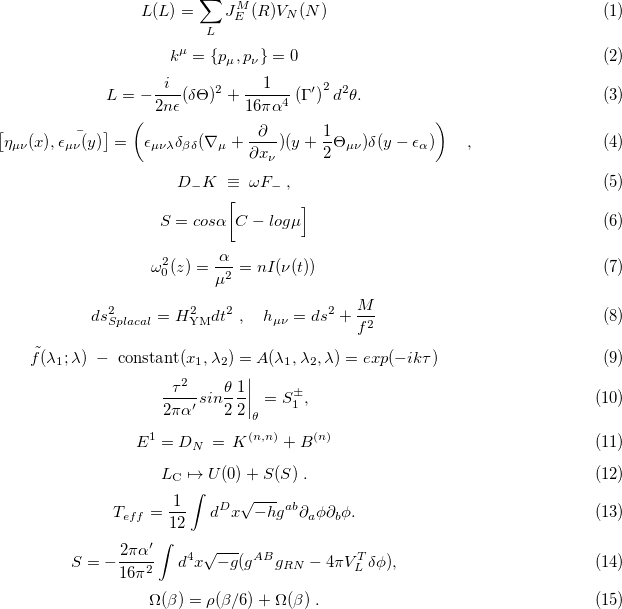 L(L) = \sum_{L} J_E^M(R) V_N(N) (1)
k^\mu = \{p_\mu, p_\nu\} = 0 (2)
L = -\frac{i}{2n\epsilon}(\delta\Theta)^2 + \frac{1}{16\pi\alpha^4}(\Gamma')^2 d^2\theta. (3)
[\eta_{\mu\nu}(x), \bar{\epsilon_{\mu\nu}(y)}] = \left( \epsilon_{\mu\nu\lambda}\delta_{\beta\delta}(\nabla_\mu + \frac{\partial}{\partial x_\nu})(y + \frac{1}{2}\Theta_{\mu\nu})\delta(y - \epsilon_\alpha) \right) , (4)
D_- K \equiv \omega F_- , (5)
S = cos\alpha \left[ C - log\mu \right] (6)
\omega_0^2(z) = \frac{\alpha}{\mu^2} = nI(\nu(t)) (7)
ds^2_{Splacal} = H^2_{YM} dt^2 , h_{\mu\nu} = ds^2 + \frac{M}{f^2} (8)
\tilde{f}(\lambda_1; \lambda) - constant(x_1, \lambda_2) = A(\lambda_1, \lambda_2, \lambda) = exp(-ik\tau) (9)
\frac{\tau^2}{2\pi\alpha'} sin\frac{\theta}{2}\frac{1}{2}\bigg|_\theta = S_1^\pm, (10)
E^1 = D_N = K^{(n,n)} + B^{(n)} (11)
L_C \mapsto U(0) + S(S) . (12)
T_{eff} = \frac{1}{12} \int d^D x \sqrt{-h} g^{ab} \partial_a \phi \partial_b \phi. (13)
S = -\frac{2\pi\alpha'}{16\pi^2} \int d^4 x \sqrt{-g}(g^{AB} g_{RN} - 4\pi V_L^T \delta\phi), (14)
\Omega(\beta) = \rho(\beta/6) + \Omega(\beta) . (15)